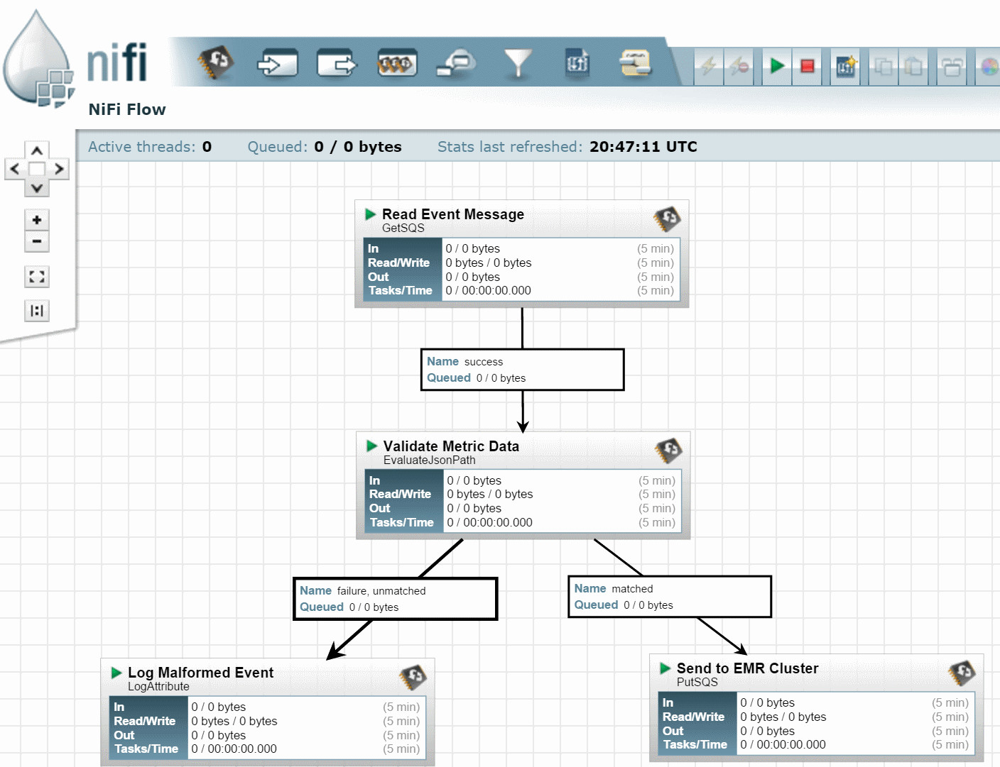 nifi
NiFi Flow
Active threads: 0 Queued: 0 / 0 bytes Stats last refreshed: 20:47:11 UTC
Read Event Message
GetSQS
In 0 / 0 bytes (5 min)
Read/Write 0 bytes / 0 bytes (5 min)
Out 0 / 0 bytes (5 min)
Tasks/Time 0 / 00:00:00.000 (5 min)
Name success
Queued 0 / 0 bytes
Validate Metric Data
EvaluateJsonPath
In 0 / 0 bytes (5 min)
Read/Write 0 bytes / 0 bytes (5 min)
Out 0 / 0 bytes (5 min)
Tasks/Time 0 / 00:00:00.000 (5 min)
Name failure, unmatched
Queued 0 / 0 bytes
Name matched
Queued 0 / 0 bytes
Log Malformed Event
LogAttribute
In 0 / 0 bytes (5 min)
Read/Write 0 bytes / 0 bytes (5 min)
Out 0 / 0 bytes (5 min)
Tasks/Time 0 / 00:00:00.000 (5 min)
Send to EMR Cluster
PutSQS
In 0 / 0 bytes (5 min)
Read/Write 0 bytes / 0 bytes (5 min)
Out 0 / 0 bytes (5 min)
Tasks/Time 0 / 00:00:00.000 (5 min)